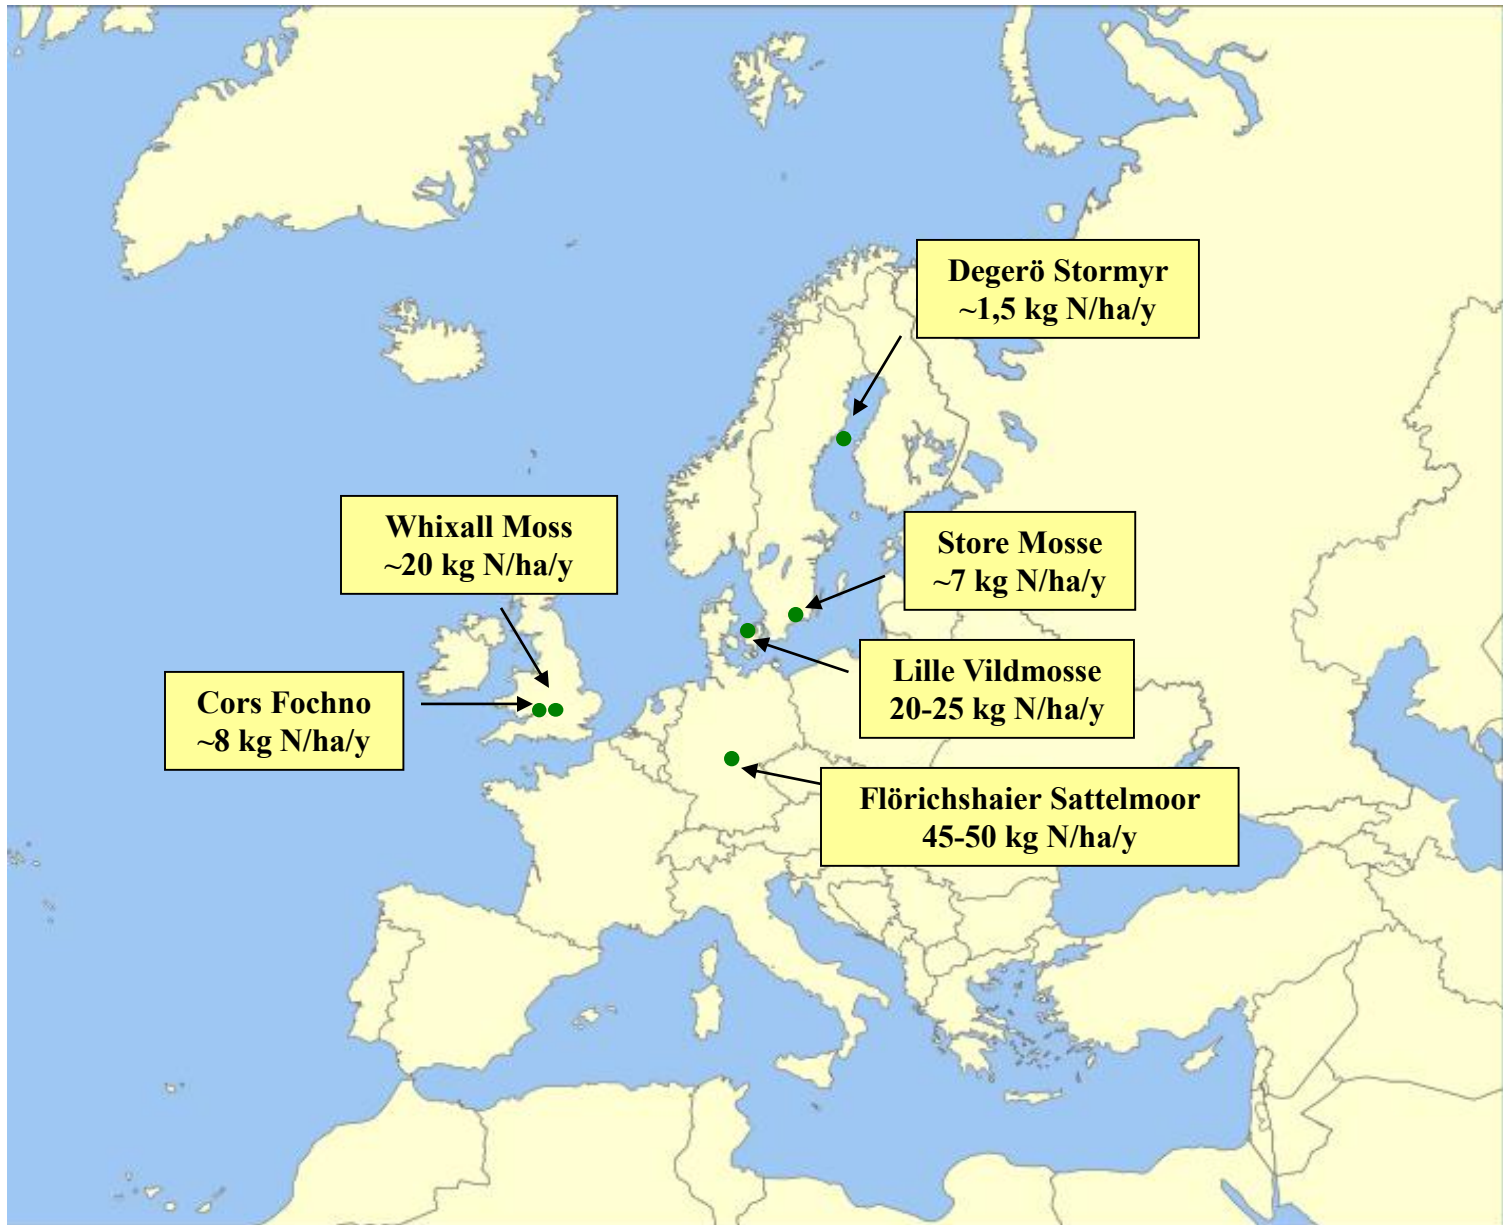 Degerö Stormyr
~1,5 kg N/ha/y
Whixall Moss
~20 kg N/ha/y
Store Mosse
~7 kg N/ha/y
Lille Vildmosse
20-25 kg N/ha/y
Cors Fochno
~8 kg N/ha/y
Flörichshaier Sattelmoor
45-50 kg N/ha/y